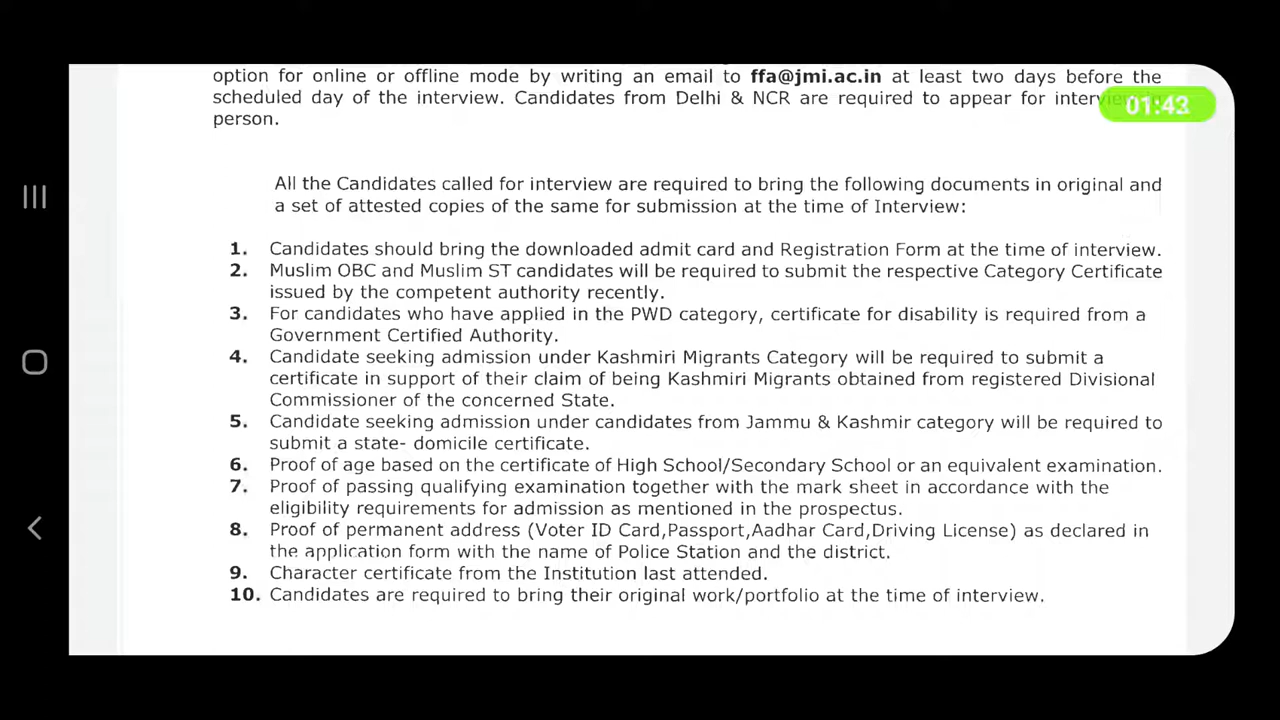 option for online or offline mode by writing an email to ffa@jmi.ac.in at least two days before the
scheduled day of the interview. Candidates from Delhi & NCR are required to appear for interview in
person.
01:43
All the Candidates called for interview are required to bring the following documents in original and
a set of attested copies of the same for submission at the time of Interview:
1. Candidates should bring the downloaded admit card and Registration Form at the time of interview.
2. Muslim OBC and Muslim ST candidates will be required to submit the respective Category Certificate
issued by the competent authority recently.
3. For candidates who have applied in the PWD category, certificate for disability is required from a
Government Certified Authority.
4. Candidate seeking admission under Kashmiri Migrants Category will be required to submit a
certificate in support of their claim of being Kashmiri Migrants obtained from registered Divisional
Commissioner of the concerned State.
5. Candidate seeking admission under candidates from Jammu & Kashmir category will be required to
submit a state- domicile certificate.
6. Proof of age based on the certificate of High School/Secondary School or an equivalent examination.
7. Proof of passing qualifying examination together with the mark sheet in accordance with the
eligibility requirements for admission as mentioned in the prospectus.
8. Proof of permanent address (Voter ID Card,Passport,Aadhar Card,Driving License) as declared in
the application form with the name of Police Station and the district.
9. Character certificate from the Institution last attended.
10. Candidates are required to bring their original work/portfolio at the time of interview.